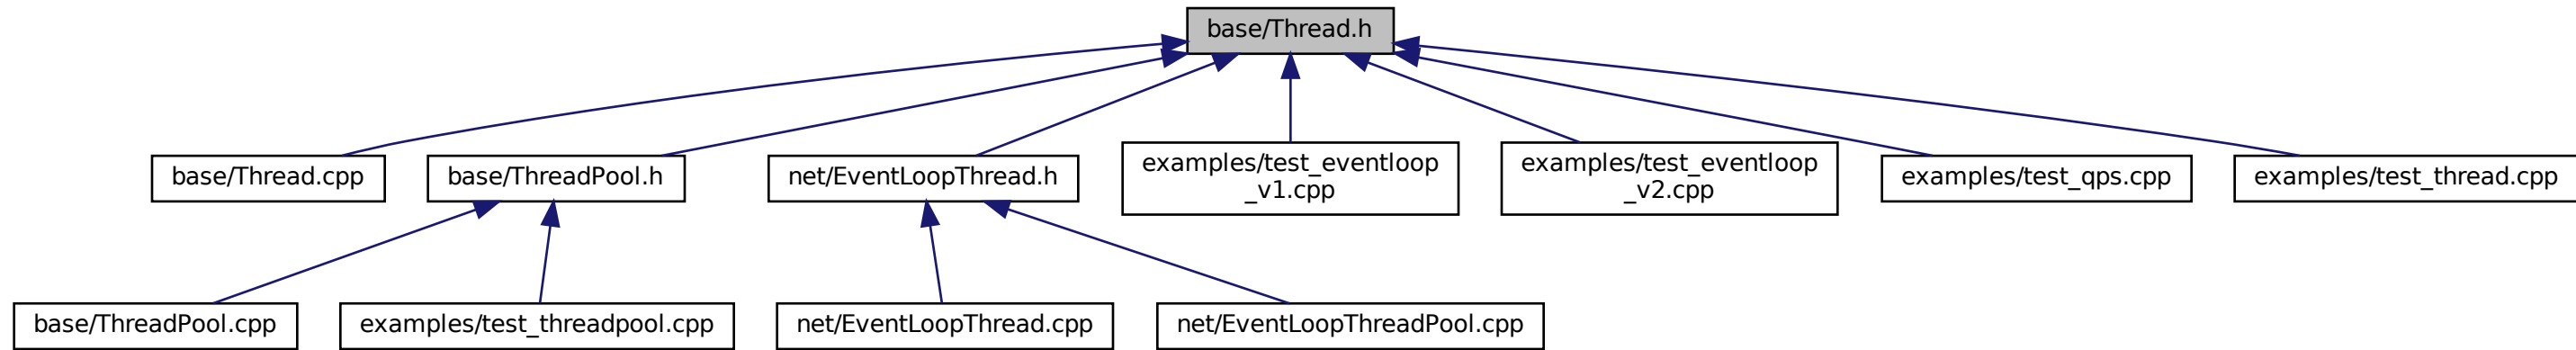 base/Thread.h
base/Thread.cpp
base/ThreadPool.h
net/EventLoopThread.h
examples/test_eventloop
_v1.cpp
examples/test_eventloop
_v2.cpp
examples/test_qps.cpp
examples/test_thread.cpp
base/ThreadPool.cpp
examples/test_threadpool.cpp
net/EventLoopThread.cpp
net/EventLoopThreadPool.cpp